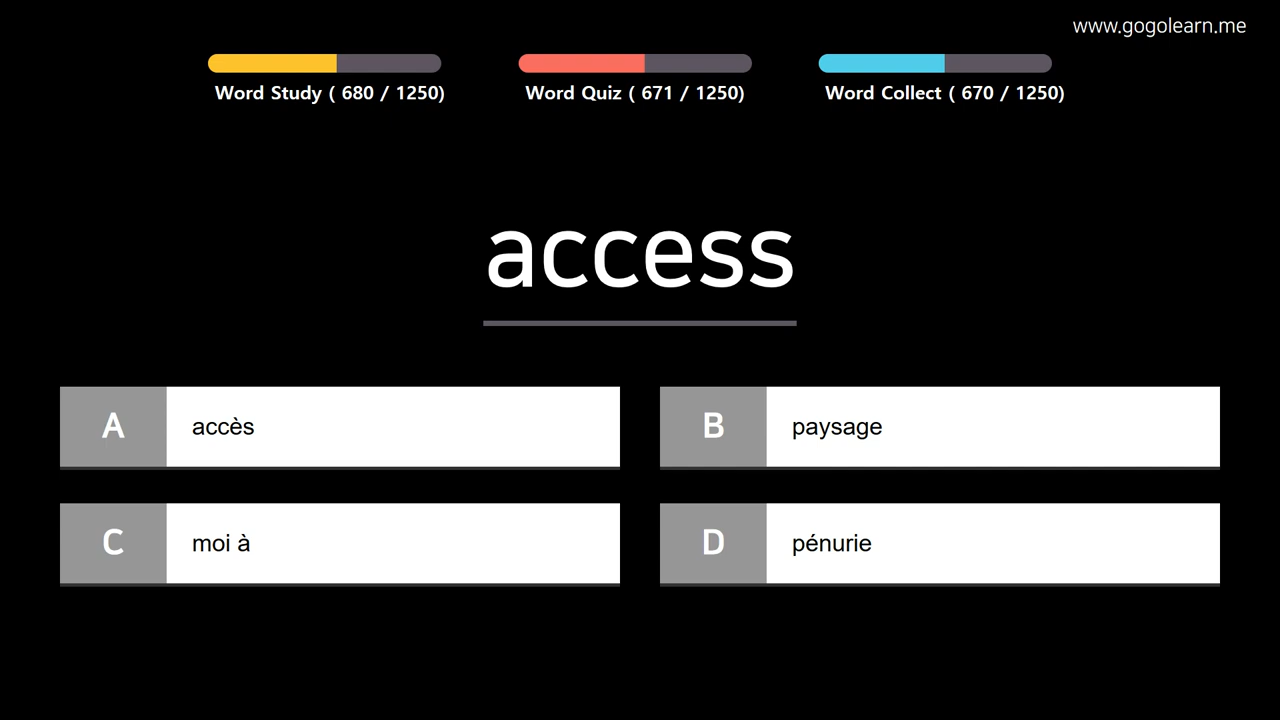 www.gogolearn.me
Word Study ( 680 / 1250)
Word Quiz ( 671 / 1250)
Word Collect ( 670 / 1250)
access
A accès
B paysage
C moi à
D pénurie